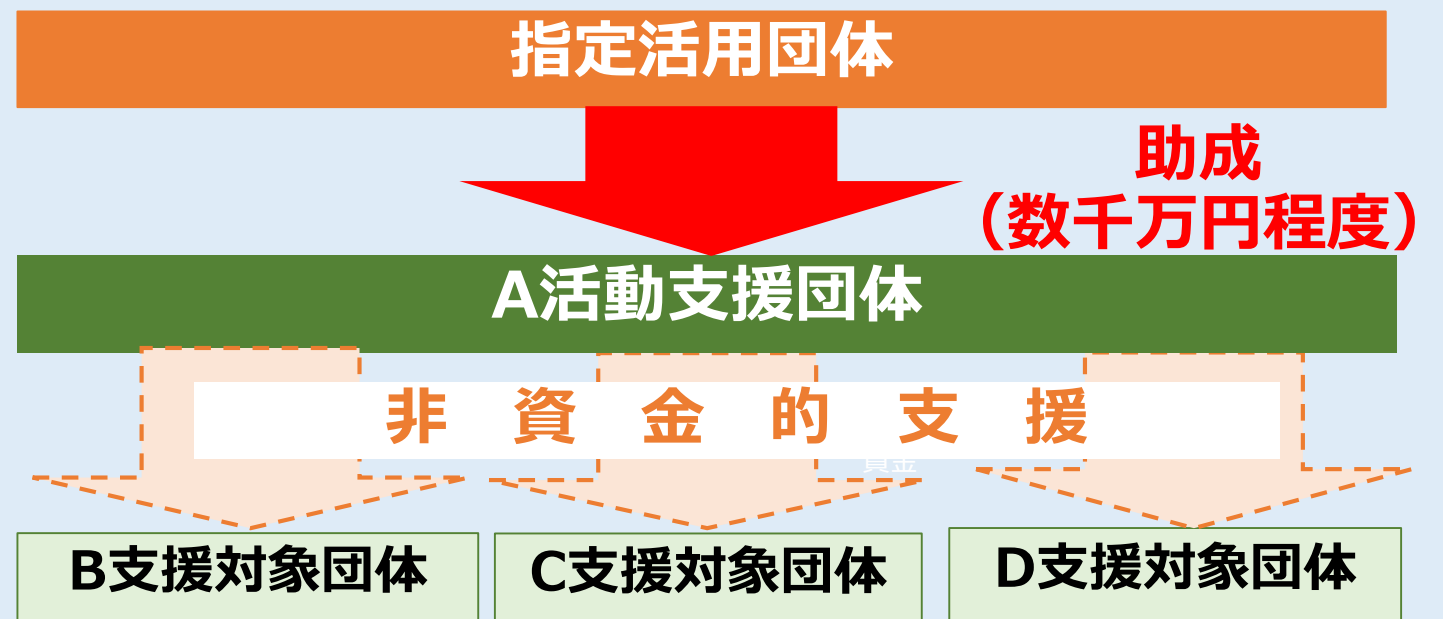 指定活用団体
助成
（数千万円程度）
A活動支援団体
非　資　金　的　支　援
資金
B支援対象団体
C支援対象団体
D支援対象団体